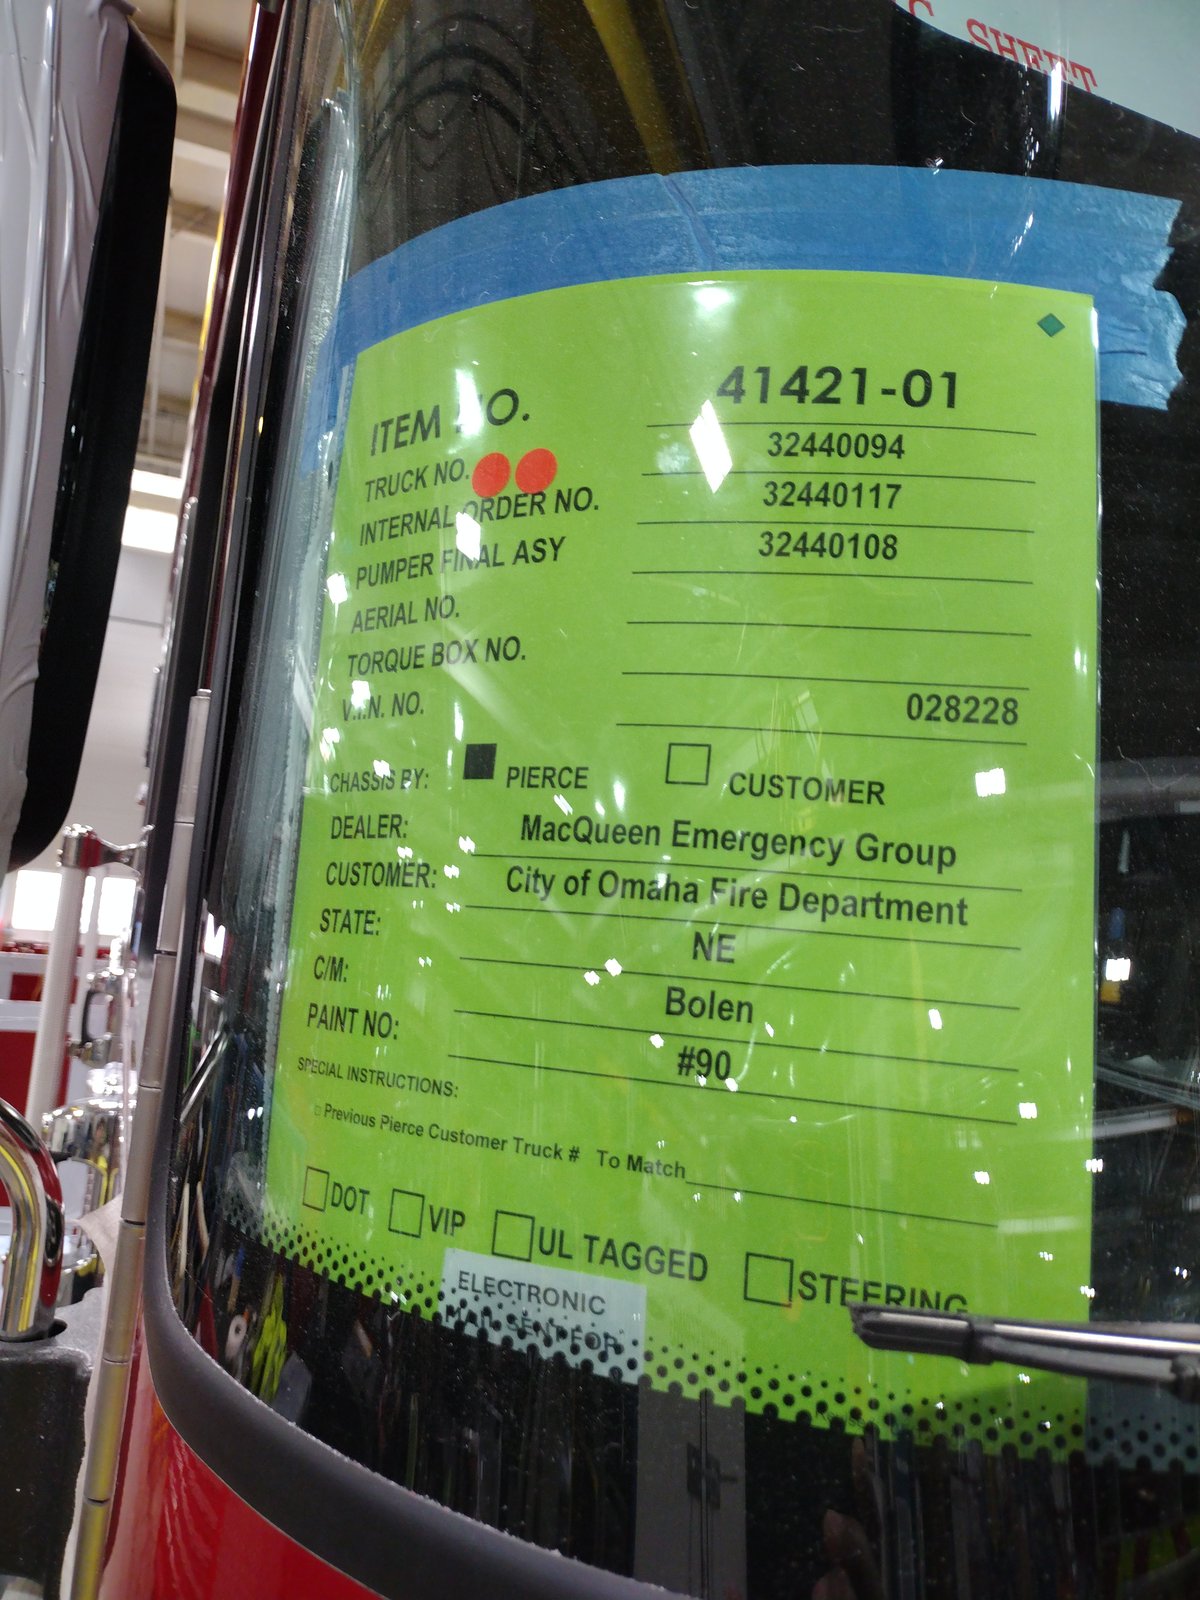 SHEET
ITEM NO. 41421-01
TRUCK NO. 32440094
INTERNAL ORDER NO. 32440117
PUMPER FINAL ASY 32440108
AERIAL NO.
TORQUE BOX NO.
V.I.N. NO. 028228
CHASSIS BY: PIERCE CUSTOMER
DEALER: MacQueen Emergency Group
CUSTOMER: City of Omaha Fire Department
STATE: NE
C/M: Bolen
PAINT NO: #90
SPECIAL INSTRUCTIONS:
Previous Pierce Customer Truck # To Match
DOT VIP UL TAGGED STEERING
ELECTRONIC
SENT FOR